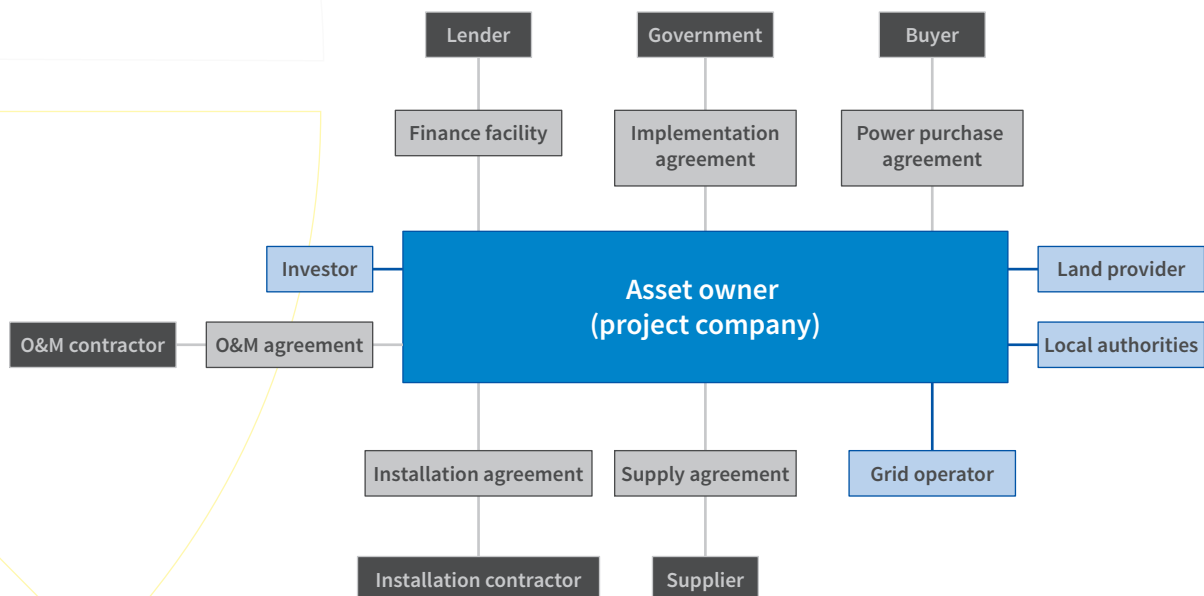 Lender
Government
Buyer
Finance facility
Implementation
agreement
Power purchase
agreement
Investor
Asset owner
(project company)
Land provider
O&M contractor
O&M agreement
Local authorities
Installation agreement
Supply agreement
Grid operator
Installation contractor
Supplier